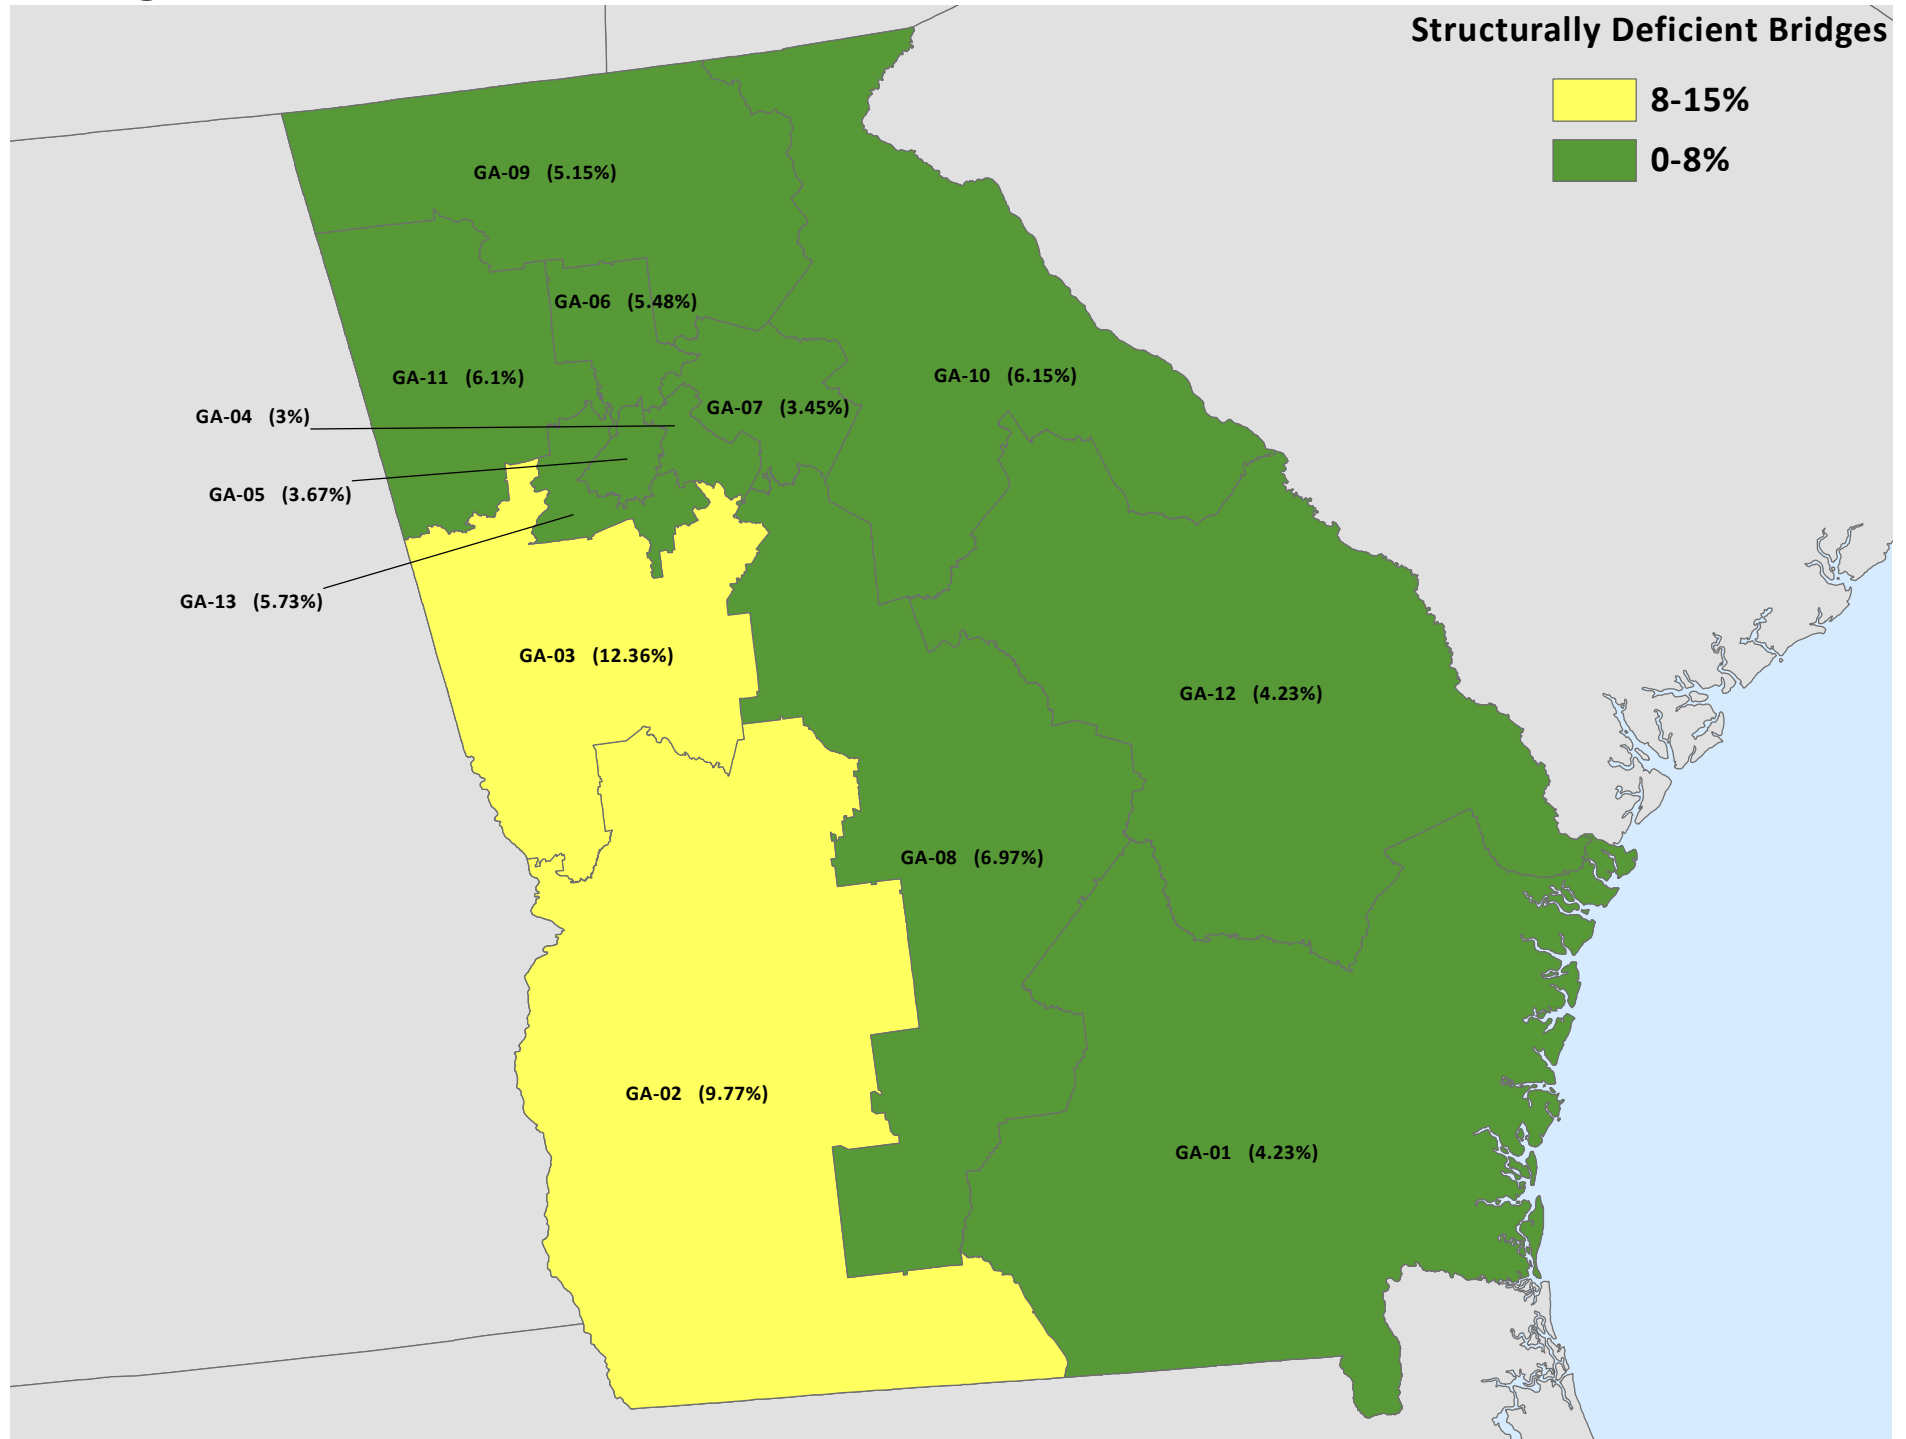 Structurally Deficient Bridges
8-15%
0-8%
GA-09 (5.15%)
GA-06 (5.48%)
GA-11 (6.1%)
GA-10 (6.15%)
GA-07 (3.45%)
GA-04 (3%)
GA-05 (3.67%)
GA-13 (5.73%)
GA-03 (12.36%)
GA-12 (4.23%)
GA-08 (6.97%)
GA-02 (9.77%)
GA-01 (4.23%)